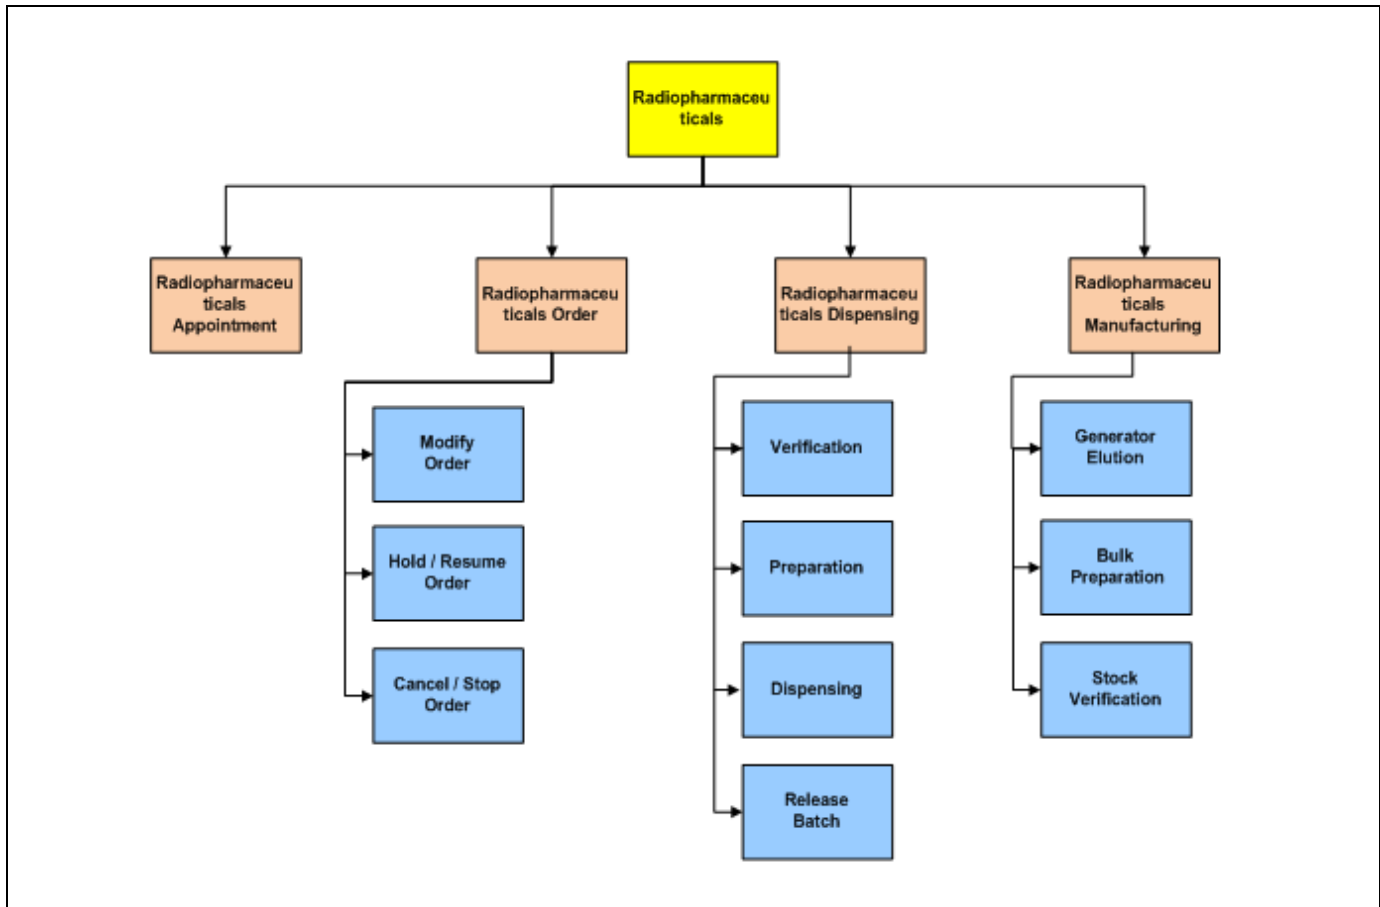 Radiopharmaceu
ticals
Radiopharmaceu
ticals
Appointment
Radiopharmaceu
ticals Order
Radiopharmaceu
ticals Dispensing
Radiopharmaceu
ticals
Manufacturing
Modify
Order
Hold / Resume
Order
Cancel / Stop
Order
Verification
Preparation
Dispensing
Release
Batch
Generator
Elution
Bulk
Preparation
Stock
Verification